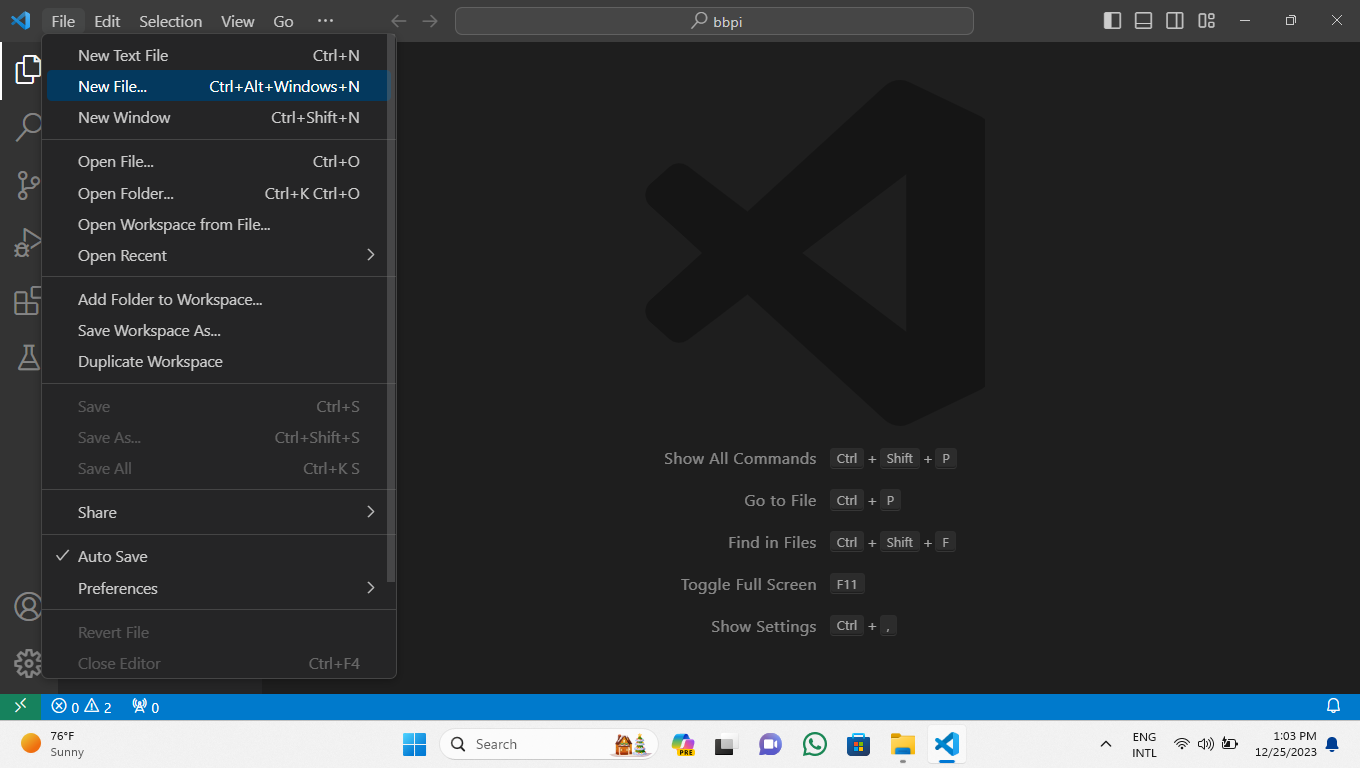 File Edit Selection View Go ···
bbpi
New Text File Ctrl+N
New File... Ctrl+Alt+Windows+N
New Window Ctrl+Shift+N
Open File... Ctrl+O
Open Folder... Ctrl+K Ctrl+O
Open Workspace from File...
Open Recent
Add Folder to Workspace...
Save Workspace As...
Duplicate Workspace
Save Ctrl+S
Save As... Ctrl+Shift+S
Save All Ctrl+K S
Share
Auto Save
Preferences
Revert File
Close Editor Ctrl+F4
Show All Commands Ctrl + Shift + P
Go to File Ctrl + P
Find in Files Ctrl + Shift + F
Toggle Full Screen F11
Show Settings Ctrl + ,
0 2 0
76°F
Sunny
Search
PRE
ENG
INTL
1:03 PM
12/25/2023